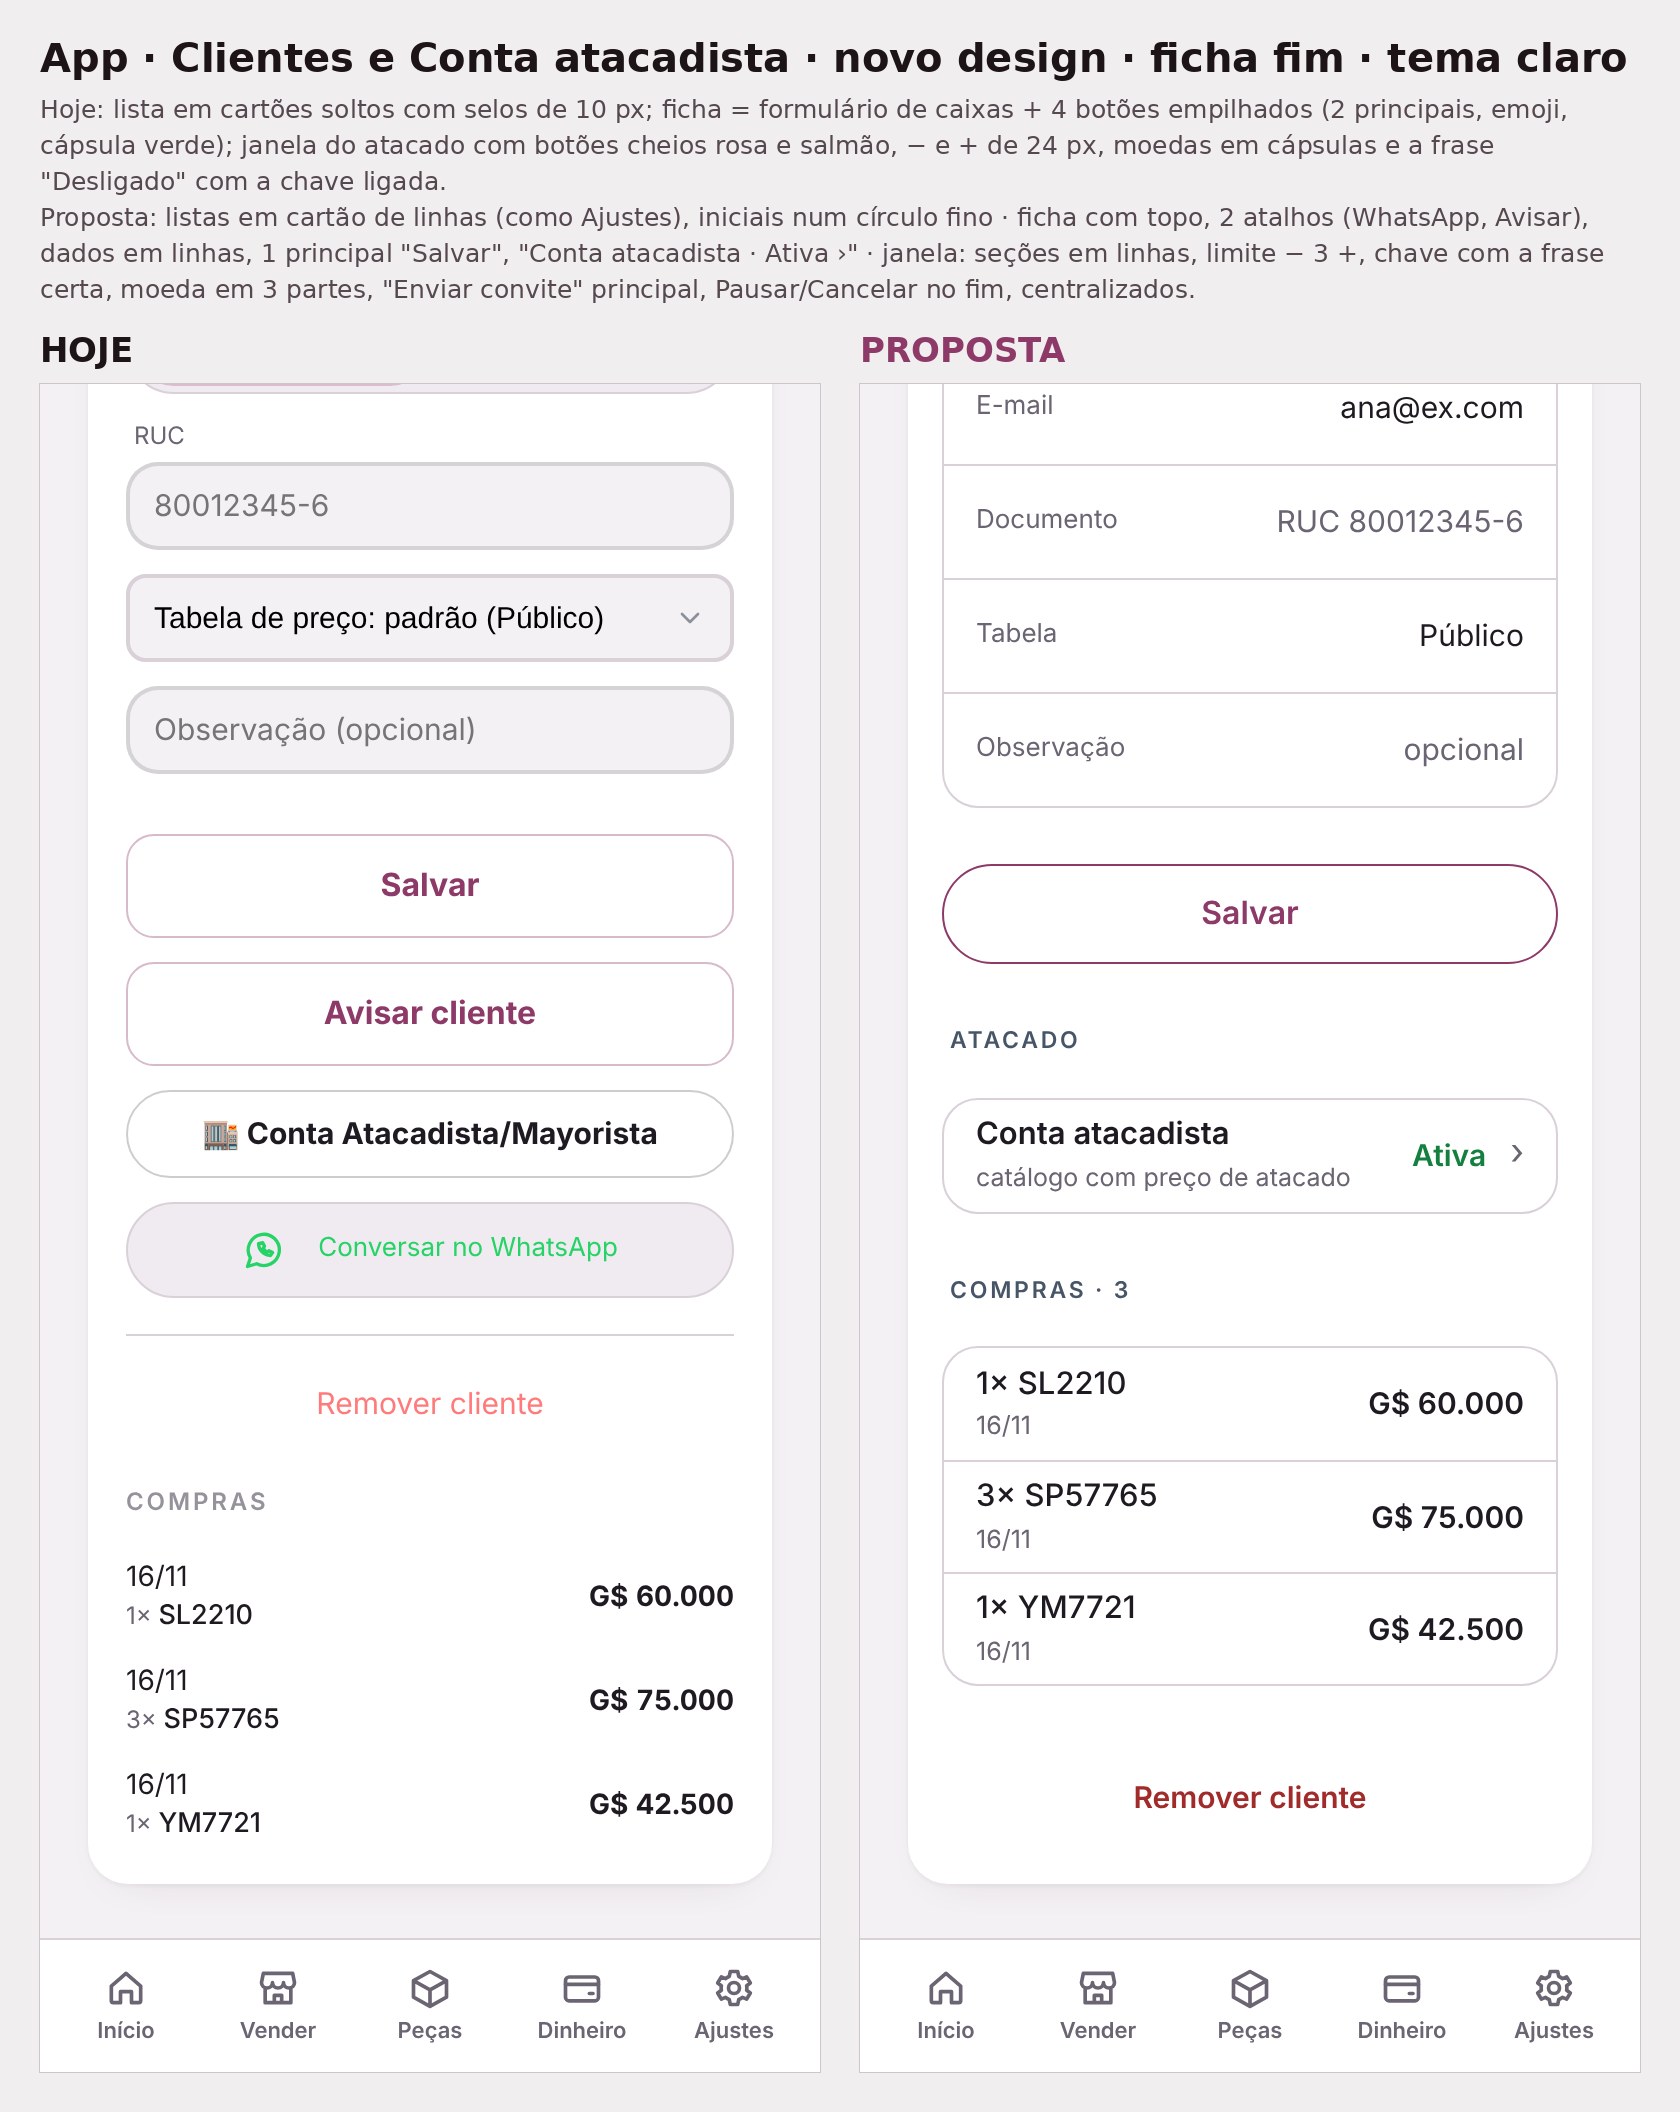 App · Clientes e Conta atacadista · novo design · ficha fim · tema claro
Hoje: lista em cartões soltos com selos de 10 px; ficha = formulário de caixas + 4 botões empilhados (2 principais, emoji,
cápsula verde); janela do atacado com botões cheios rosa e salmão, − e + de 24 px, moedas em cápsulas e a frase
"Desligado" com a chave ligada.
Proposta: listas em cartão de linhas (como Ajustes), iniciais num círculo fino · ficha com topo, 2 atalhos (WhatsApp, Avisar),
dados em linhas, 1 principal "Salvar", "Conta atacadista · Ativa ›" · janela: seções em linhas, limite − 3 +, chave com a frase
certa, moeda em 3 partes, "Enviar convite" principal, Pausar/Cancelar no fim, centralizados.
HOJE
RUC
80012345-6
Tabela de preço: padrão (Público)
Observação (opcional)
Salvar
Avisar cliente
Conta Atacadista/Mayorista
Conversar no WhatsApp
Remover cliente
COMPRAS
16/11
1× SL2210
G$ 60.000
16/11
3× SP57765
G$ 75.000
16/11
1× YM7721
G$ 42.500
Início
Vender
Peças
Dinheiro
Ajustes
PROPOSTA
E-mail
ana@ex.com
Documento
RUC 80012345-6
Tabela
Público
Observação
opcional
Salvar
ATACADO
Conta atacadista
catálogo com preço de atacado
Ativa ›
COMPRAS · 3
1× SL2210
16/11
G$ 60.000
3× SP57765
16/11
G$ 75.000
1× YM7721
16/11
G$ 42.500
Remover cliente
Início
Vender
Peças
Dinheiro
Ajustes